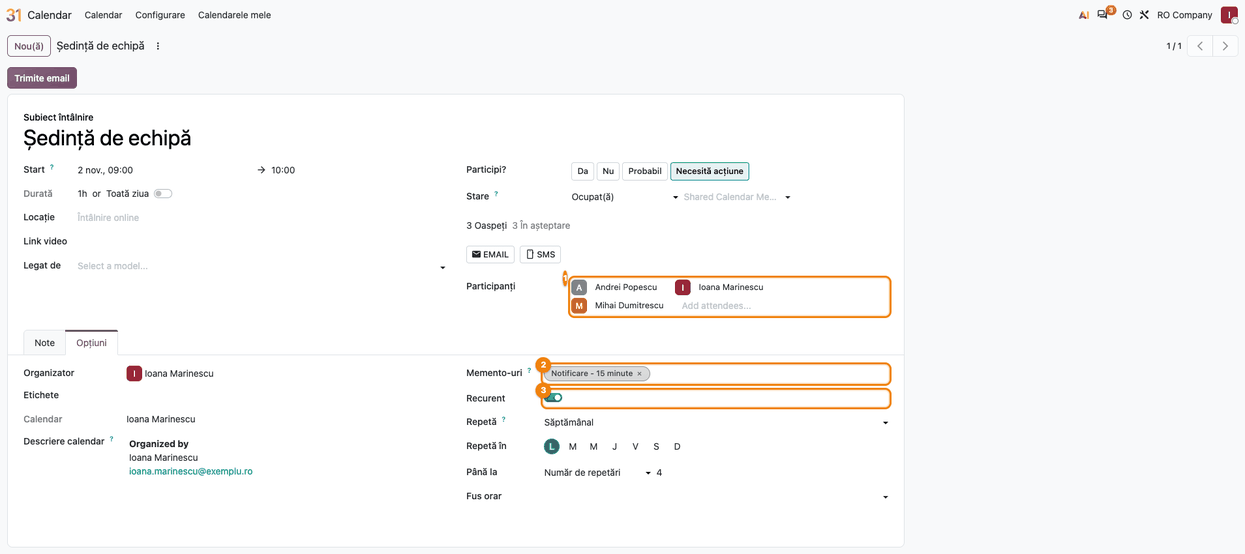 31 Calendar Calendar Configurare Calendarele mele AI 3 RO Company I
Nou(ă) Ședință de echipă 1 / 1
Trimite email
Subiect întâlnire
Ședință de echipă
Start ? 2 nov., 09:00 → 10:00
Durată 1h or Toată ziua
Locație Întâlnire online
Link video
Legat de Select a model...
Participi? Da Nu Probabil Necesită acțiune
Stare ? Ocupat(ă) Shared Calendar Me...
3 Oaspeți 3 În așteptare
EMAIL SMS
1
Participanți A Andrei Popescu I Ioana Marinescu
M Mihai Dumitrescu Add attendees...
Note Opțiuni
Organizator I Ioana Marinescu
Etichete
Calendar Ioana Marinescu
Descriere calendar ? Organized by
Ioana Marinescu
ioana.marinescu@exemplu.ro
2
Memento-uri ? Notificare - 15 minute ×
3
Recurent
Repetă ? Săptămânal
Repetă în L M M J V S D
Până la Număr de repetări 4
Fus orar